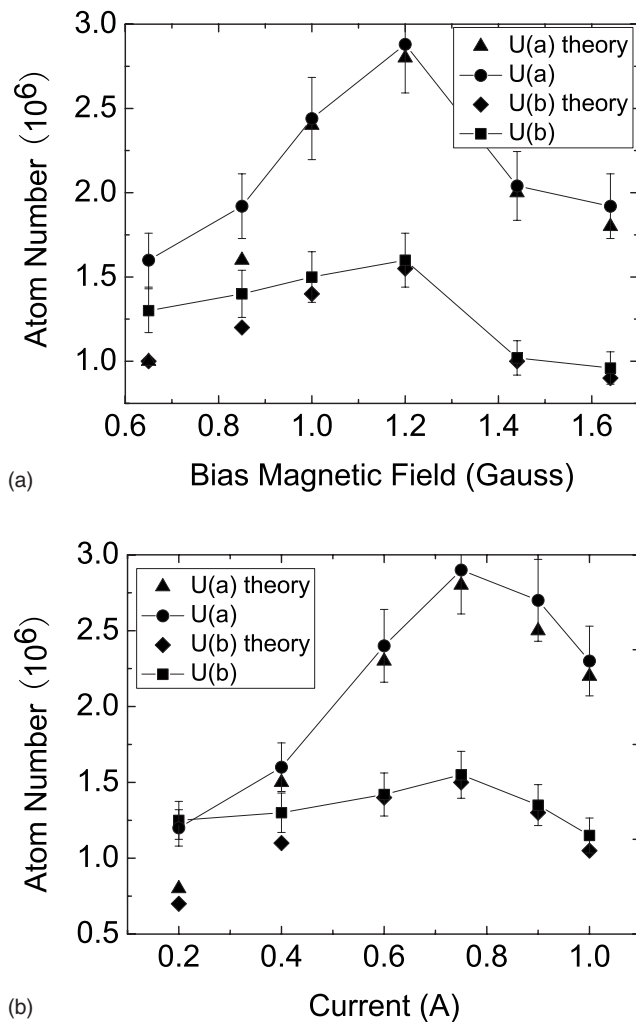 3.0
2.5
2.0
1.5
1.0
Atom Number (10⁶)
U(a) theory
U(a)
U(b) theory
U(b)
0.6 0.8 1.0 1.2 1.4 1.6
Bias Magnetic Field (Gauss)
(a)
3.0
2.5
2.0
1.5
1.0
0.5
Atom Number (10⁶)
U(a) theory
U(a)
U(b) theory
U(b)
0.2 0.4 0.6 0.8 1.0
Current (A)
(b)